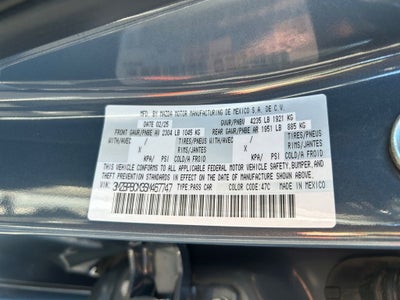 MFD. BY MAZDA MOTOR MANUFACTURING DE MEXICO S.A. DE C.V.
DATE 02/25 GVWR/PNBV 4235 LB 1921 KG
FRONT GAWR/PNBE AV 2304 LB 1045 KG REAR GAWR/PNBE AR 1951 LB 885 KG
WITH/AVEC TIRES/PNEUS WITH/AVEC TIRES/PNEUS
X RIMS/JANTES X RIMS/JANTES
KPA/ PSI COLD/A FROID KPA/ PSI COLD/A FROID
THIS VEHICLE CONFORMS TO ALL APPLICABLE FEDERAL MOTOR VEHICLE SAFETY, BUMPER, AND
THEFT PREVENTION STANDARDS IN EFFECT ON THE DATE OF MANUFACTURE SHOWN ABOVE.
VIN: TYPE: PASS CAR COLOR: 47C MADE IN MEXICO